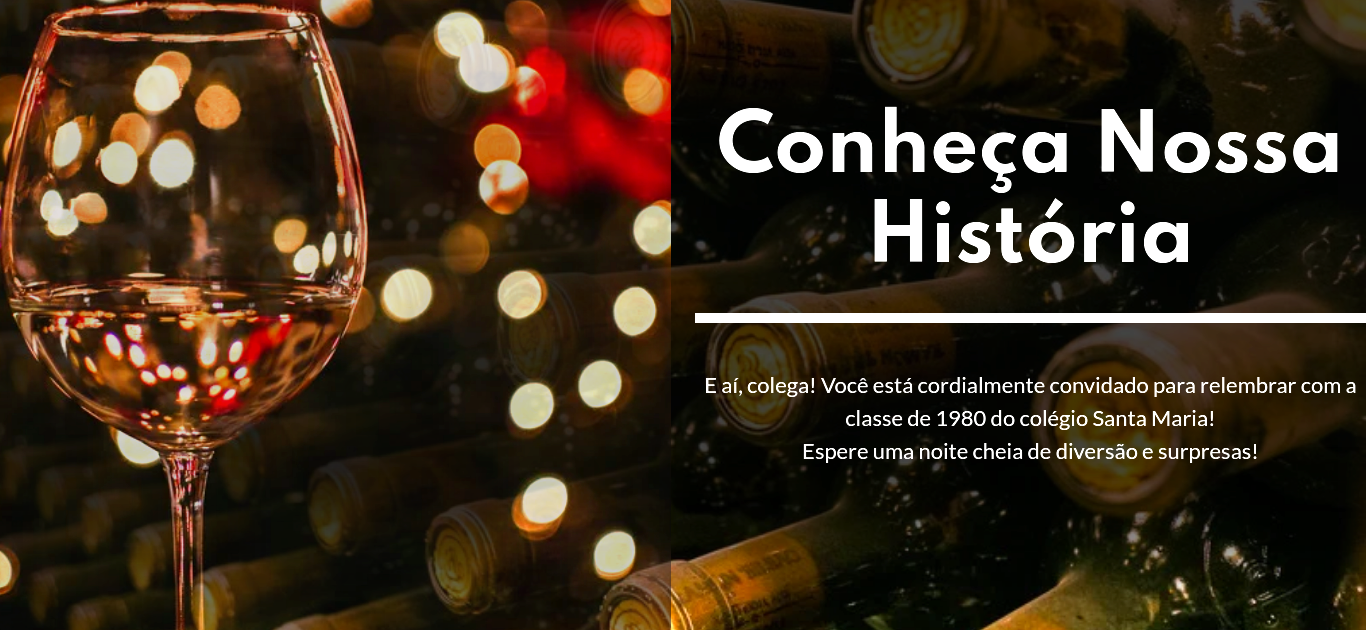 Conheça Nossa
História
E aí, colega! Você está cordialmente convidado para relembrar com a
classe de 1980 do colégio Santa Maria!
Espere uma noite cheia de diversão e surpresas!